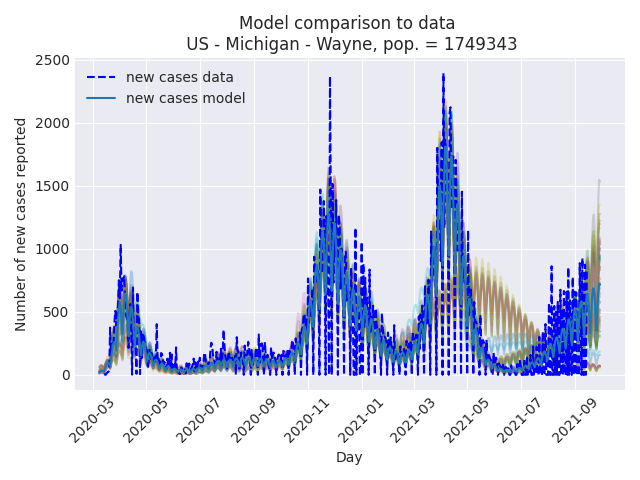 Model comparison to data
US - Michigan - Wayne, pop. = 1749343
new cases data
new cases model
Number of new cases reported
2500
2000
1500
1000
500
0
2020-03
2020-05
2020-07
2020-09
2020-11
2021-01
2021-03
2021-05
2021-07
2021-09
Day